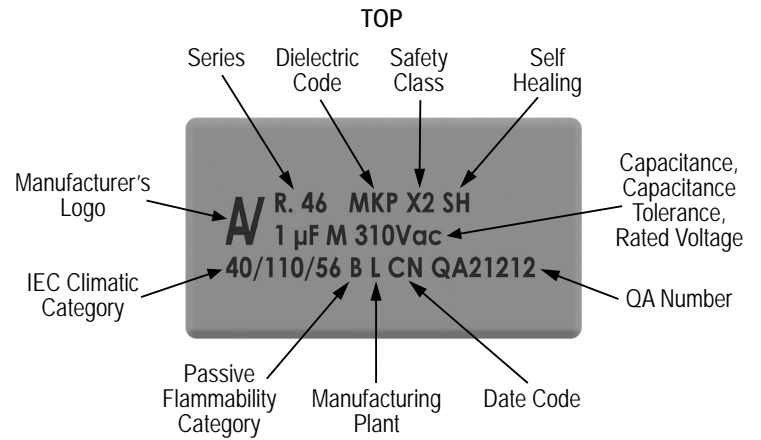 TOP
Series
Dielectric
Code
Safety
Class
Self
Healing
Manufacturer's
Logo
R. 46 MKP X2 SH
1 µF M 310Vac
40/110/56 B L CN QA21212
Capacitance,
Capacitance
Tolerance,
Rated Voltage
IEC Climatic
Category
QA Number
Passive
Flammability
Category
Manufacturing
Plant
Date Code